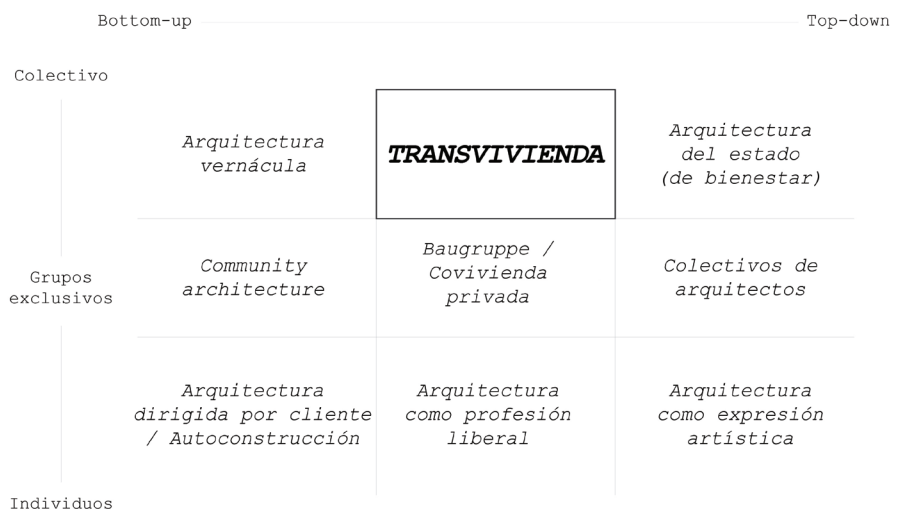 Bottom-up
Top-down
Colectivo
Arquitectura
vernácula
TRANSVIVIENDA
Arquitectura
del estado
(de bienestar)
Grupos
exclusivos
Community
architecture
Baugruppe /
Covivienda
privada
Colectivos de
arquitectos
Arquitectura
dirigida por cliente
/ Autoconstrucción
Arquitectura
como profesión
liberal
Arquitectura
como expresión
artística
Individuos